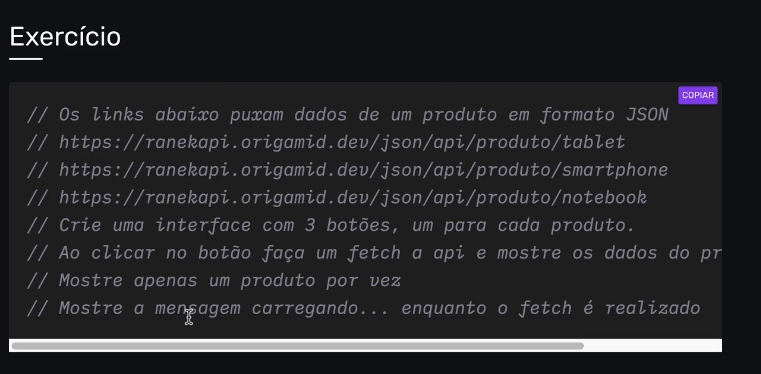 Exercício
COPIAR
// Os links abaixo puxam dados de um produto em formato JSON
// https://ranekapi.origamid.dev/json/api/produto/tablet
// https://ranekapi.origamid.dev/json/api/produto/smartphone
// https://ranekapi.origamid.dev/json/api/produto/notebook
// Crie uma interface com 3 botões, um para cada produto.
// Ao clicar no botão faça um fetch a api e mostre os dados do pr
// Mostre apenas um produto por vez
// Mostre a mensagem carregando... enquanto o fetch é realizado